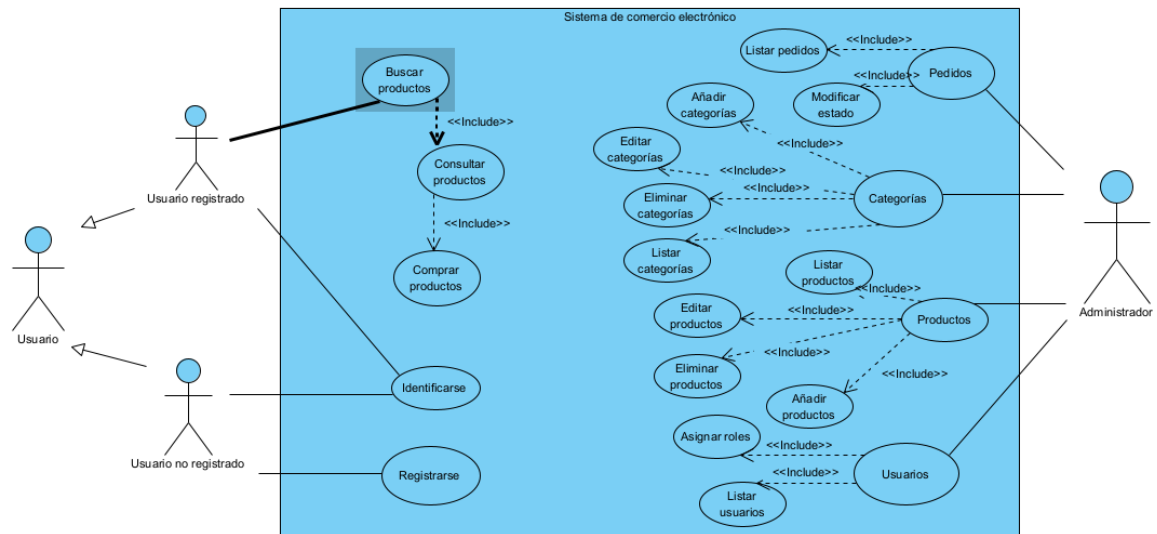 Sistema de comercio electrónico
Buscar
productos
<<Include>>
Consultar
productos
<<Include>>
Comprar
productos
Identificarse
Registrarse
Usuario registrado
Usuario
Usuario no registrado
Listar pedidos
<<Include>>
Pedidos
<<Include>>
Modificar
estado
Añadir
categorías
<<Include>>
Editar
categorías
<<Include>>
Eliminar
categorías
<<Include>>
Categorías
Listar
categorías
<<Include>>
Listar
productos
<<Include>>
Editar
productos
<<Include>>
Productos
Eliminar
productos
<<Include>>
Añadir
productos
<<Include>>
Asignar roles
<<Include>>
Usuarios
Listar
usuarios
<<Include>>
Administrador